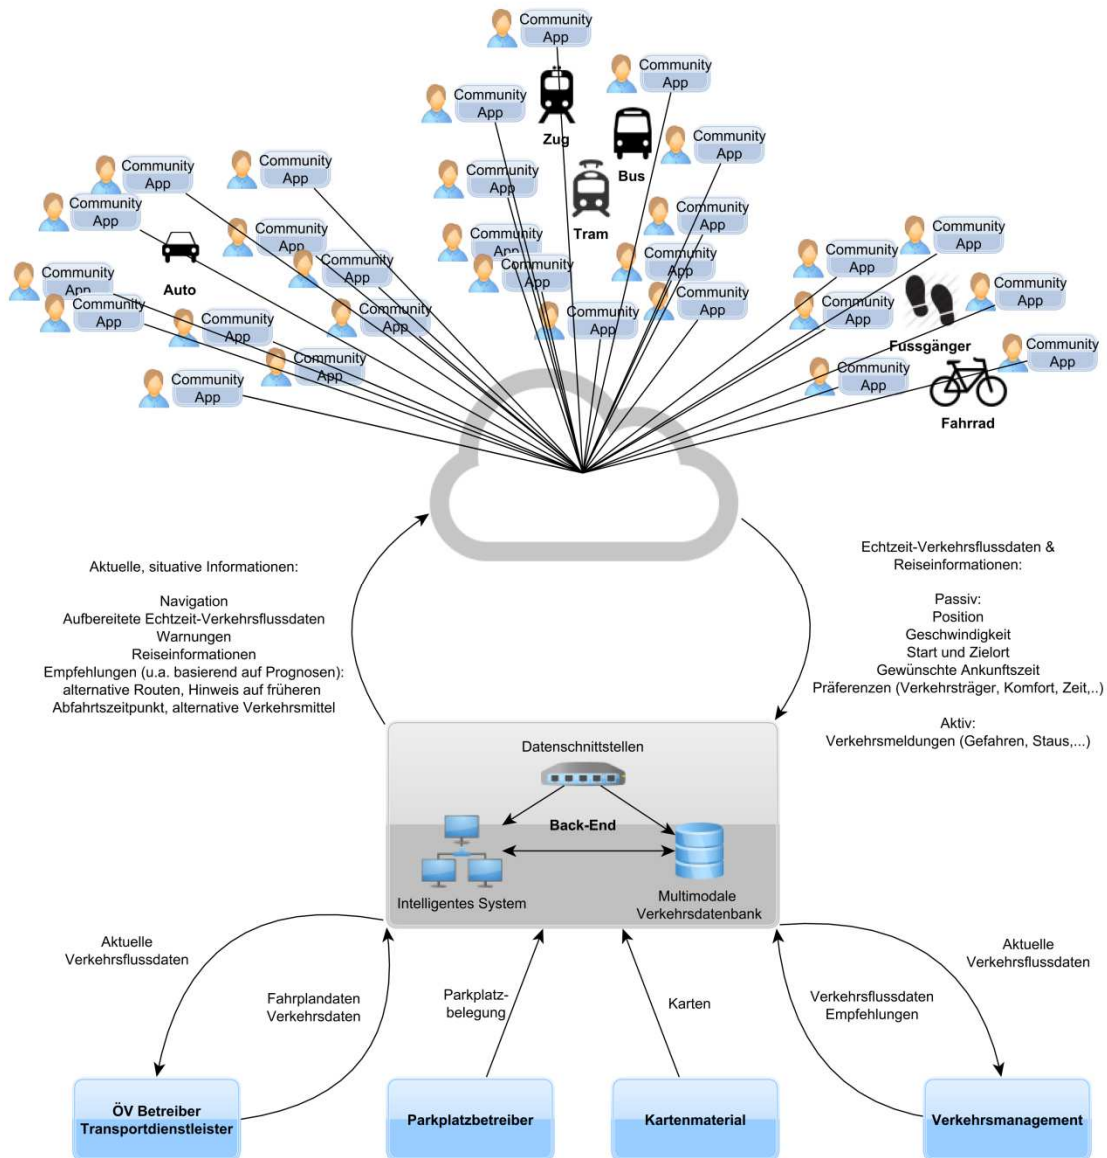 Community
App
Community
App
Community
App
Zug
Community
App
Bus
Community
App
Community
App
Community
App
Tram
Community
App
Community
App
Community
App
Community
App
Community
App
Community
App
Community
App
Community
App
Community
App
Community
App
Auto
Community
App
Community
App
Community
App
Community
App
Community
App
Community
App
Community
App
Community
App
Community
App
Fussgänger
Community
App
Community
App
Fahrrad
Aktuelle, situative Informationen:
Navigation
Aufbereitete Echtzeit-Verkehrsflussdaten
Warnungen
Reiseinformationen
Empfehlungen (u.a. basierend auf Prognosen):
alternative Routen, Hinweis auf früheren
Abfahrtszeitpunkt, alternative Verkehrsmittel
Echtzeit-Verkehrsflussdaten &
Reiseinformationen:
Passiv:
Position
Geschwindigkeit
Start und Zielort
Gewünschte Ankunftszeit
Präferenzen (Verkehrsträger, Komfort, Zeit,..)
Aktiv:
Verkehrsmeldungen (Gefahren, Staus,...)
Datenschnittstellen
Back-End
Intelligentes System
Multimodale
Verkehrsdatenbank
Aktuelle
Verkehrsflussdaten
Fahrplandaten
Verkehrsdaten
Parkplatz-
belegung
Karten
Verkehrsflussdaten
Empfehlungen
Aktuelle
Verkehrsflussdaten
ÖV Betreiber
Transportdienstleister
Parkplatzbetreiber
Kartenmaterial
Verkehrsmanagement